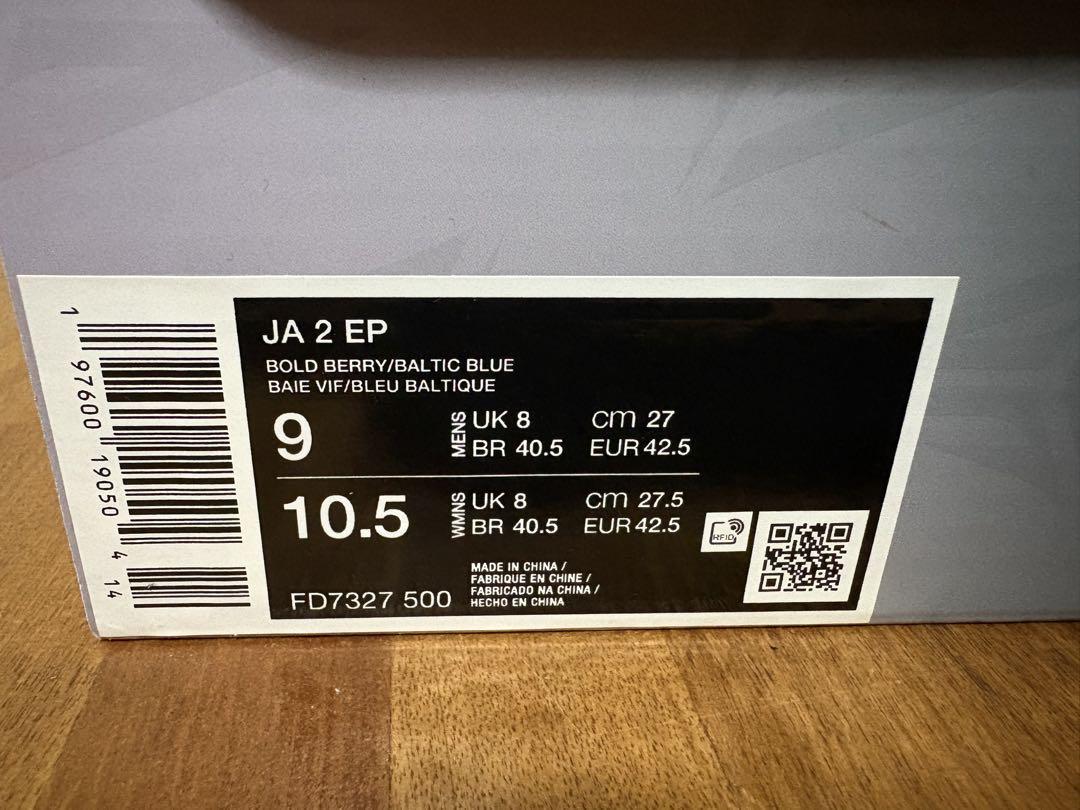 JA 2 EP
BOLD BERRY/BALTIC BLUE
BAIE VIF/BLEU BALTIQUE
9
MENS
UK 8 cm 27
BR 40.5 EUR 42.5
10.5
WMNS
UK 8 cm 27.5
BR 40.5 EUR 42.5
RFID
FD7327 500
MADE IN CHINA /
FABRIQUE EN CHINE /
FABRICADO NA CHINA /
HECHO EN CHINA
1 97600 19050 4 14